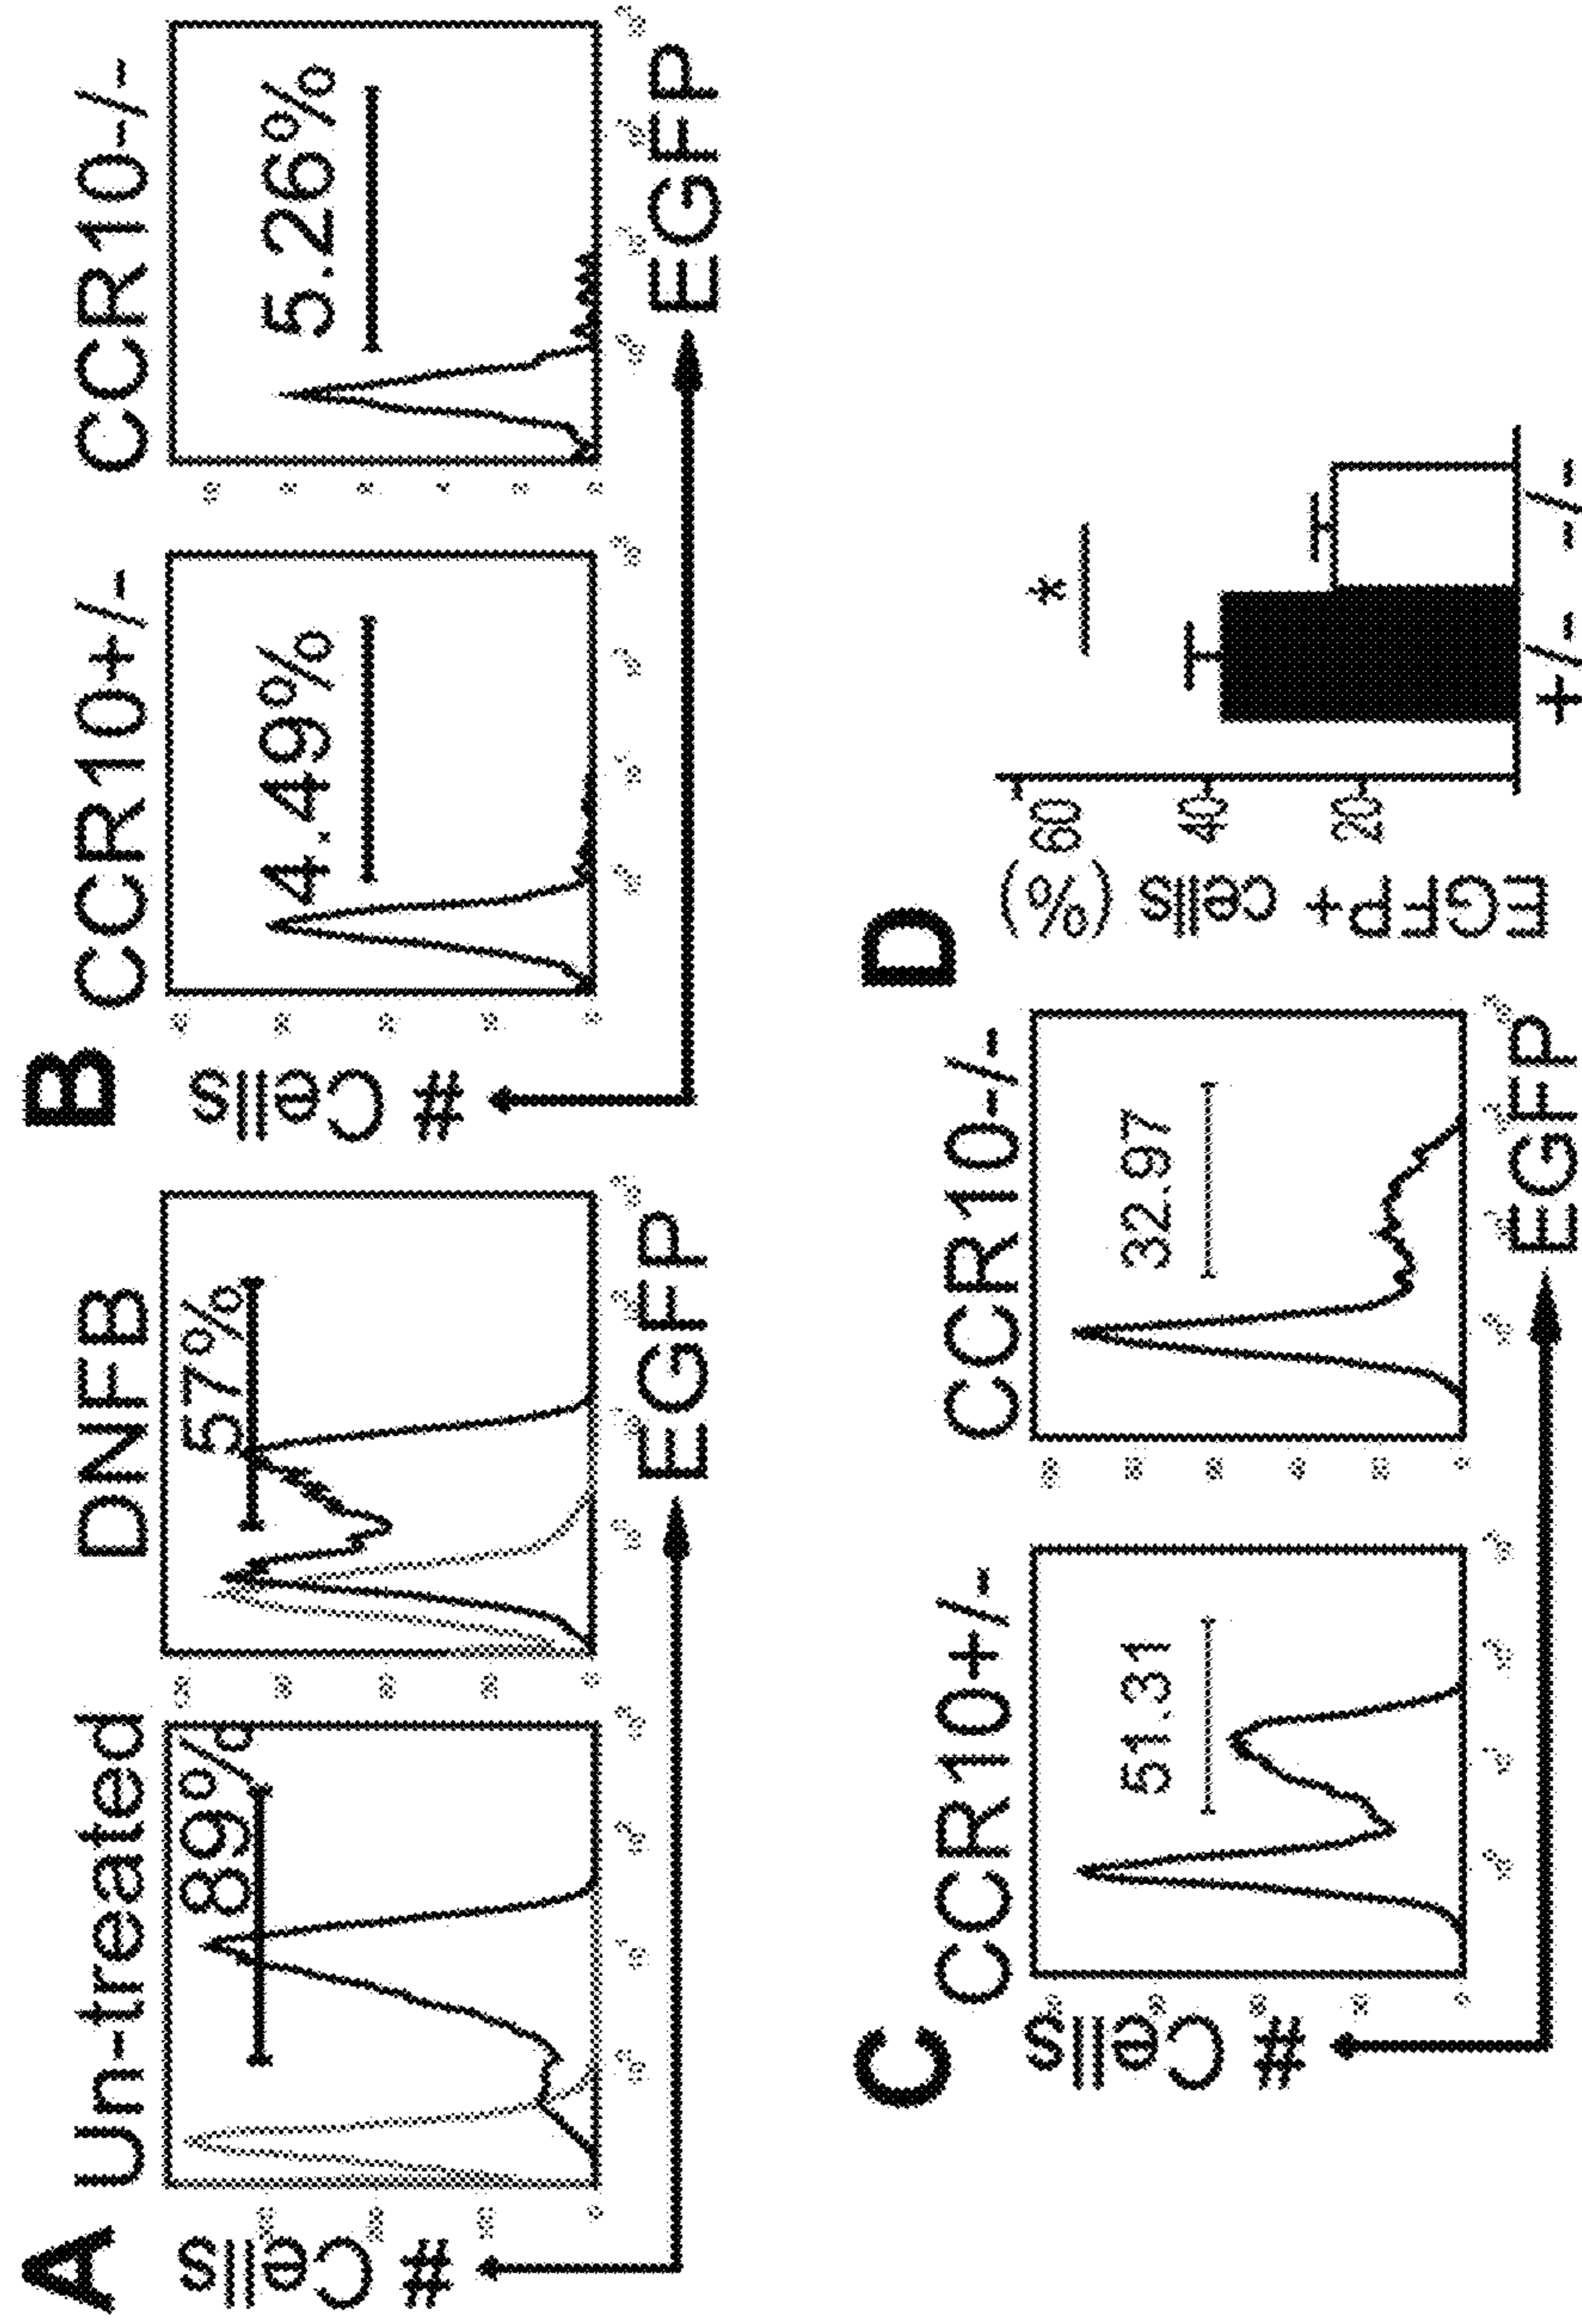 A
Un-treated
DNFB
89%
57%
# Cells
EGFP
B
CCR10+/-
CCR10-/-
4.49%
5.26%
# Cells
EGFP
C
CCR10+/-
CCR10-/-
51.31
32.97
# Cells
EGFP
D
EGFP+ cells (%)
60
40
20
*
+/-
-/-